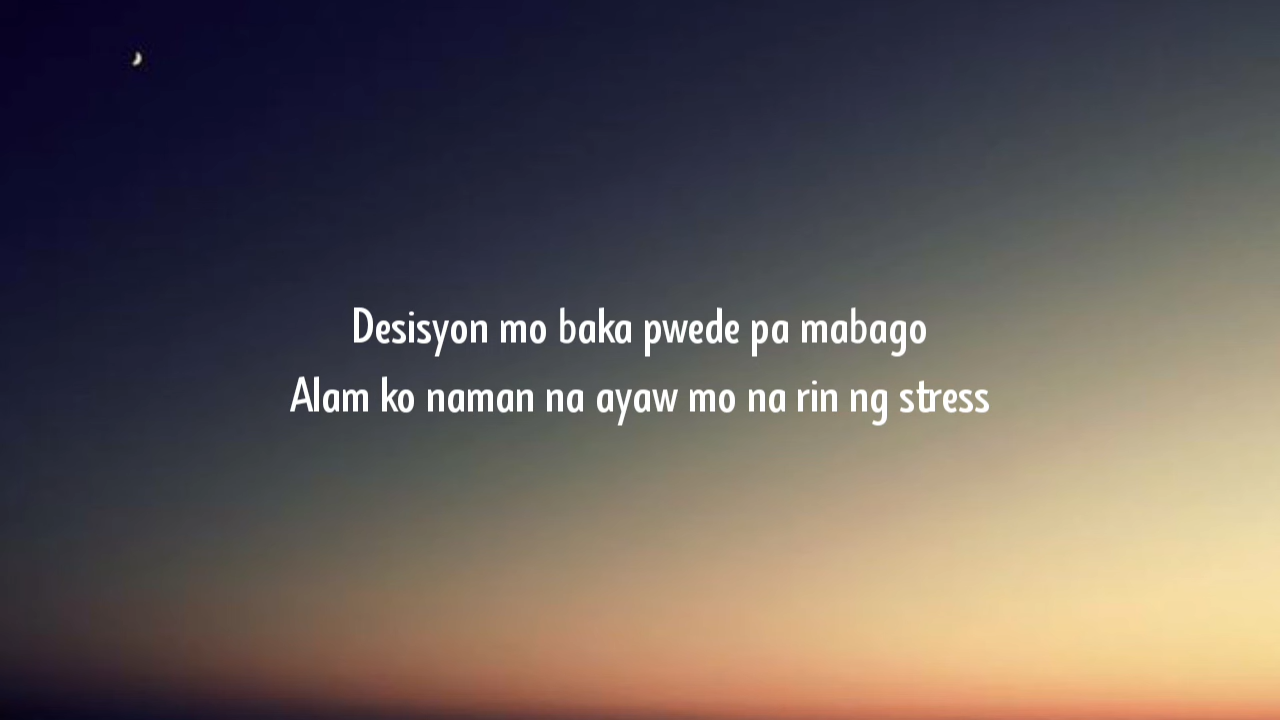 Desisyon mo baka pwede pa mabago
Alam ko naman na ayaw mo na rin ng stress